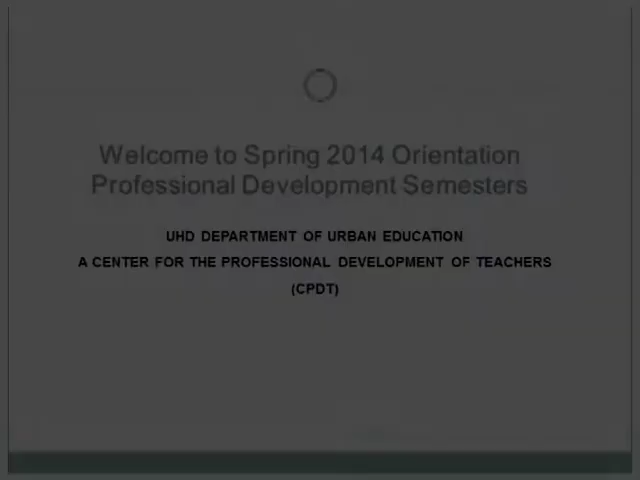 Welcome to Spring 2014 Orientation
Professional Development Semesters
UHD DEPARTMENT OF URBAN EDUCATION
A CENTER FOR THE PROFESSIONAL DEVELOPMENT OF TEACHERS
(CPDT)